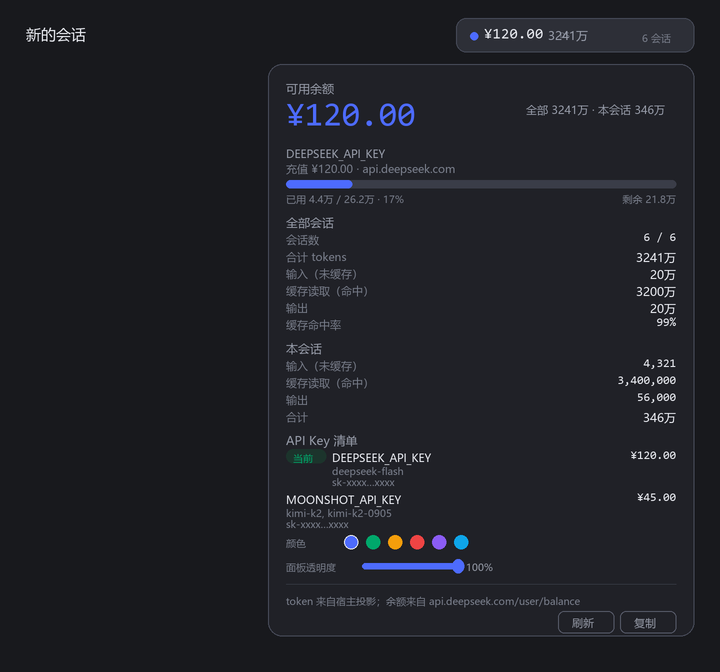 新的会话
¥120.00 3241万 6 会话
可用余额
¥120.00 全部 3241万 · 本会话 346万
DEEPSEEK_API_KEY
充值 ¥120.00 · api.deepseek.com
已用 4.4万 / 26.2万 · 17% 剩余 21.8万
全部会话
会话数 6 / 6
合计 tokens 3241万
输入（未缓存） 20万
缓存读取（命中） 3200万
输出 20万
缓存命中率 99%
本会话
输入（未缓存） 4,321
缓存读取（命中） 3,400,000
输出 56,000
合计 346万
API Key 清单
当前 DEEPSEEK_API_KEY ¥120.00
deepseek-flash
sk-xxxx…xxxx
MOONSHOT_API_KEY ¥45.00
kimi-k2, kimi-k2-0905
sk-xxxx…xxxx
颜色
面板透明度 100%
token 来自宿主投影；余额来自 api.deepseek.com/user/balance
刷新 复制